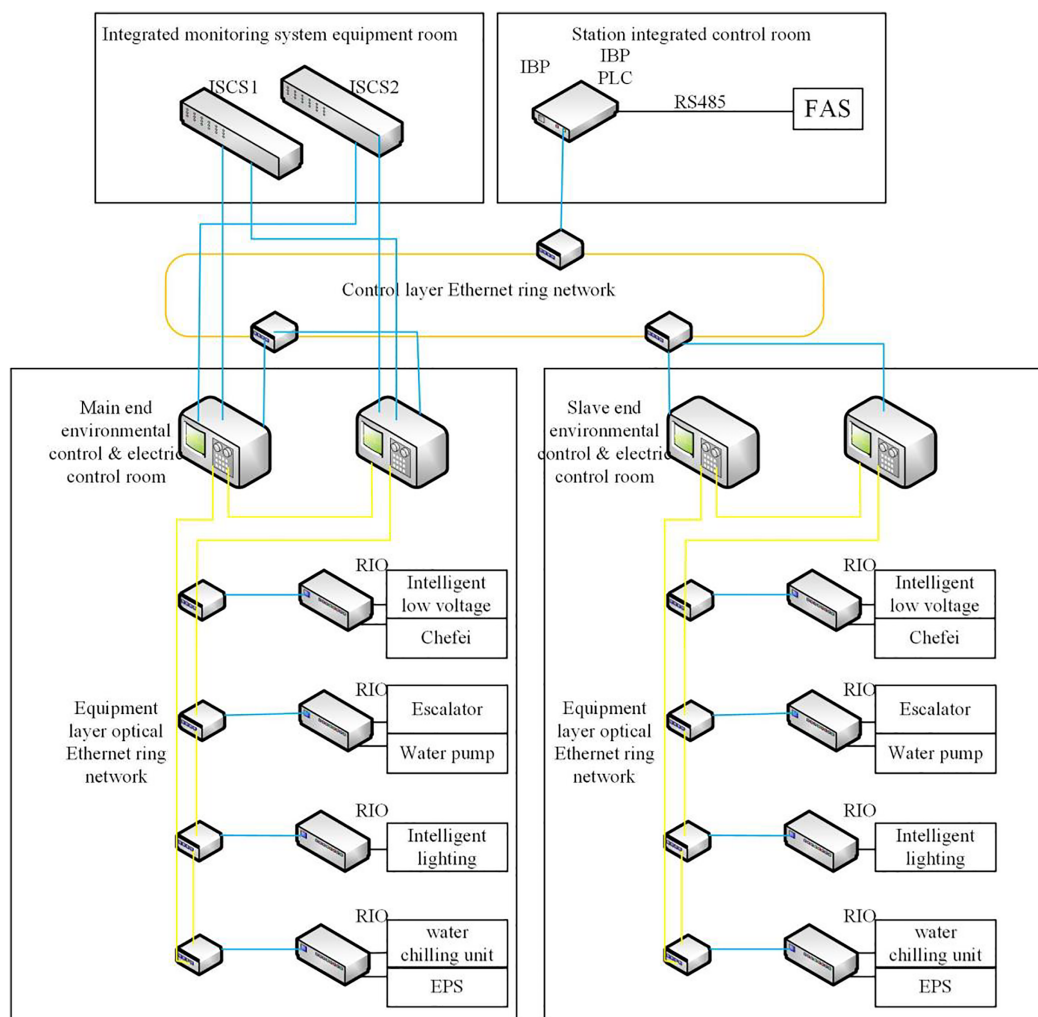 Integrated monitoring system equipment room
ISCS1
ISCS2
Station integrated control room
IBP
IBP
PLC
RS485
FAS
Control layer Ethernet ring network
Main end
environmental
control & electric
control room
RIO
Intelligent
low voltage
Chefei
RIO
Escalator
Water pump
Equipment
layer optical
Ethernet ring
network
RIO
Intelligent
lighting
RIO
water
chilling unit
EPS
Slave end
environmental
control & electric
control room
RIO
Intelligent
low voltage
Chefei
RIO
Escalator
Water pump
Equipment
layer optical
Ethernet ring
network
RIO
Intelligent
lighting
RIO
water
chilling unit
EPS